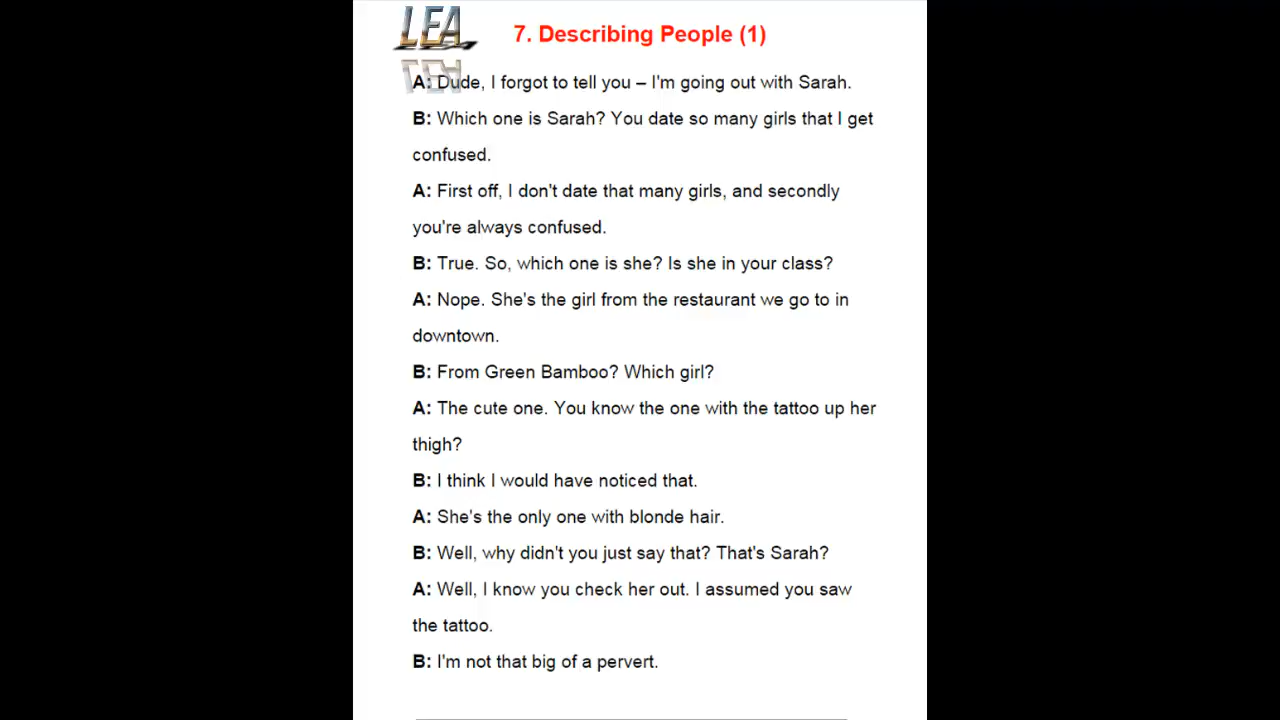 LEA
7. Describing People (1)
A: Dude, I forgot to tell you – I'm going out with Sarah.
B: Which one is Sarah? You date so many girls that I get
confused.
A: First off, I don't date that many girls, and secondly
you're always confused.
B: True. So, which one is she? Is she in your class?
A: Nope. She's the girl from the restaurant we go to in
downtown.
B: From Green Bamboo? Which girl?
A: The cute one. You know the one with the tattoo up her
thigh?
B: I think I would have noticed that.
A: She's the only one with blonde hair.
B: Well, why didn't you just say that? That's Sarah?
A: Well, I know you check her out. I assumed you saw
the tattoo.
B: I'm not that big of a pervert.